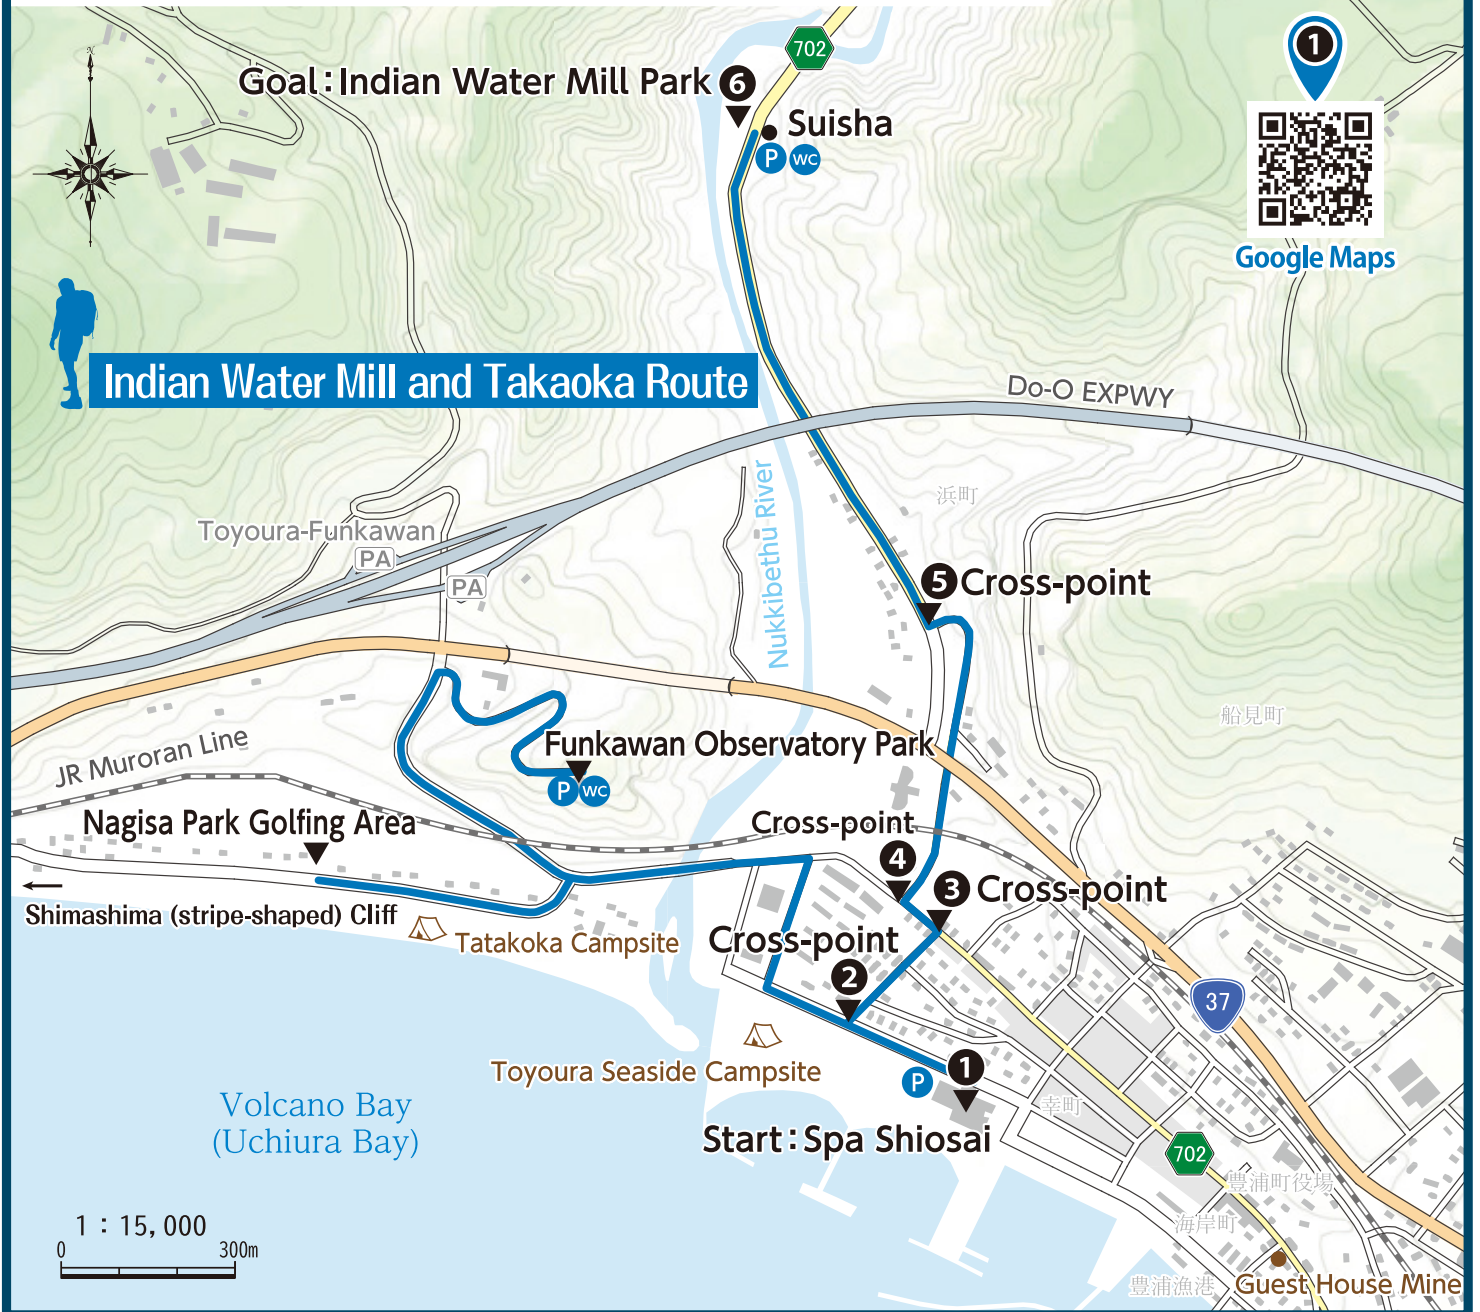 N
702
1
Goal:Indian Water Mill Park 6
Suisha
P WC
Google Maps
Indian Water Mill and Takaoka Route
Do-O EXPWY
Nukkibethu River
浜町
Toyoura-Funkawan
PA
PA
5 Cross-point
船見町
JR Muroran Line
Funkawan Observatory Park
P WC
Nagisa Park Golfing Area
Cross-point
4
3 Cross-point
Shimashima (stripe-shaped) Cliff
Tatakoka Campsite
Cross-point
2
37
Toyoura Seaside Campsite
P
1
Start:Spa Shiosai
幸町
Volcano Bay
(Uchiura Bay)
702
豊浦町役場
海岸町
1 : 15,000
0 300m
豊浦漁港
Guest House Mine